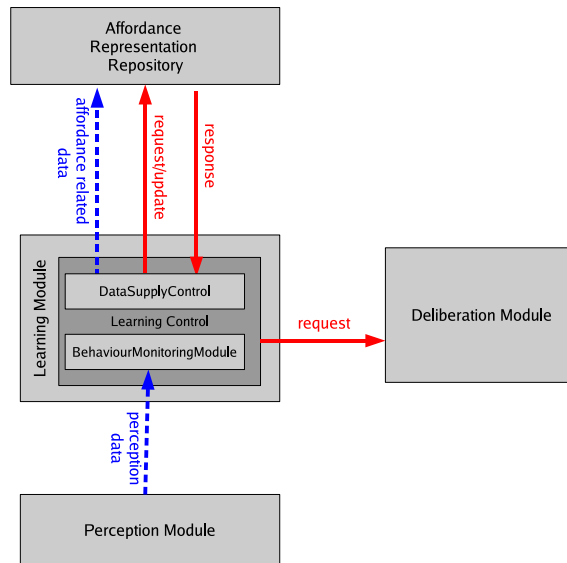 Affordance
Representation
Repository
affordance related
data
request/update
response
Learning Module
DataSupplyControl
Learning Control
BehaviourMonitoringModule
request
Deliberation Module
perception
data
Perception Module